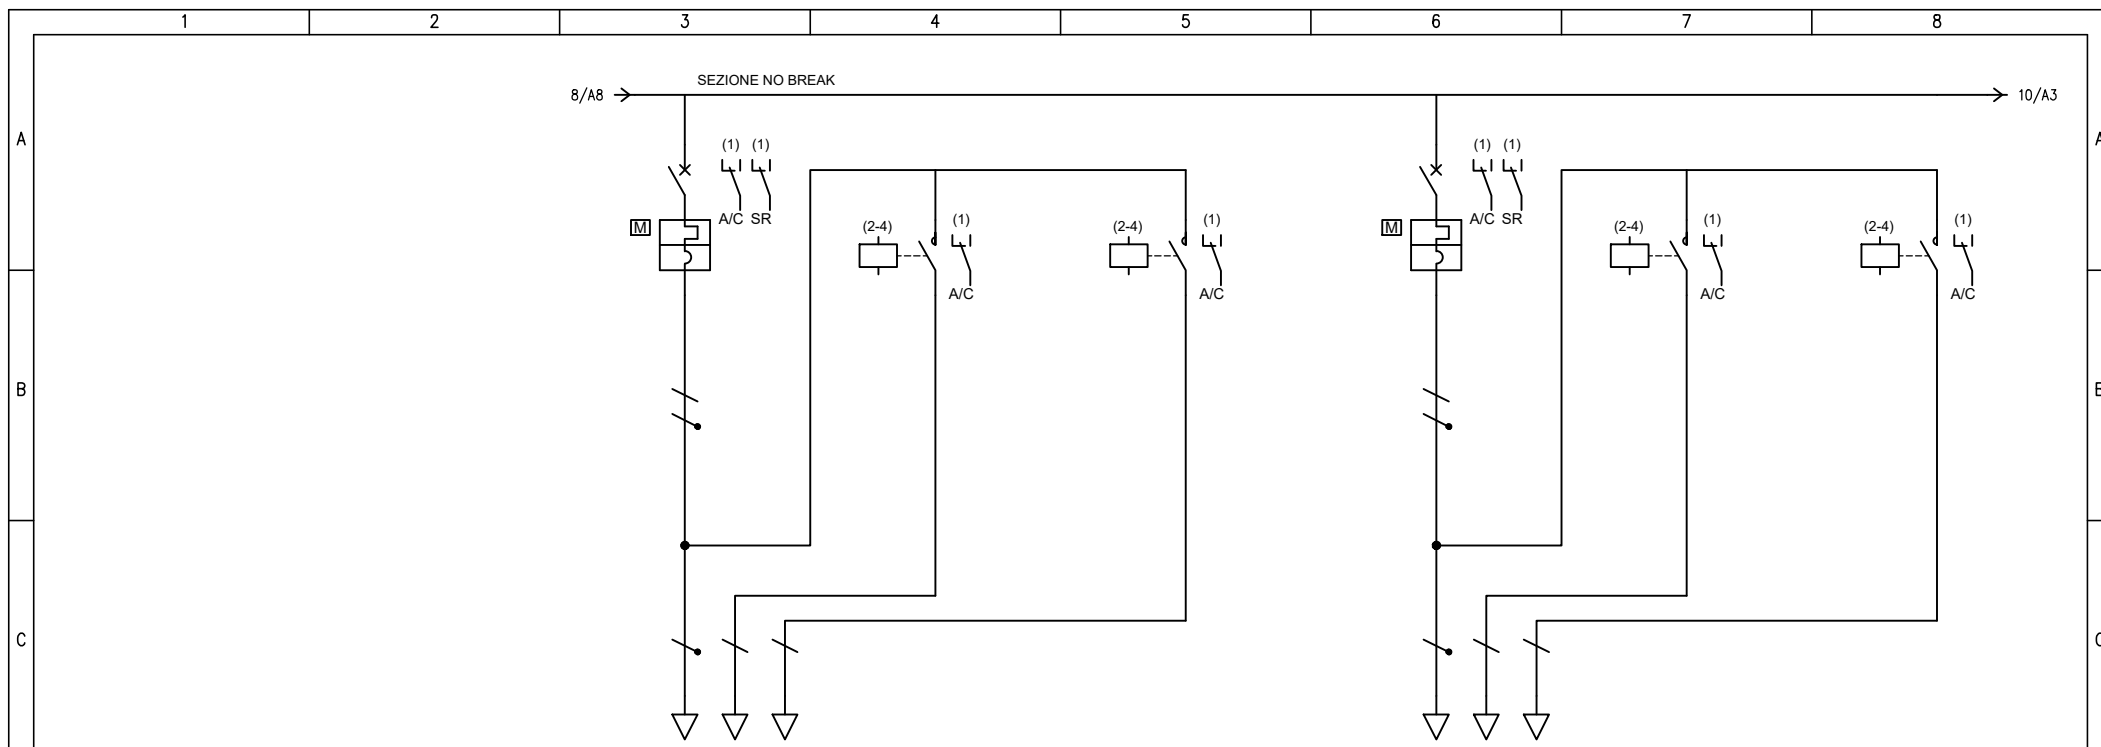 1 2 3 4 5 6 7 8
SEZIONE NO BREAK
8/A8 10/A3
A A
(1) (1) (1) (1)
A/C SR A/C SR
M (2-4) (1) (2-4) (1) M (2-4) (1) (2-4) (1)
A/C A/C A/C A/C
B
C